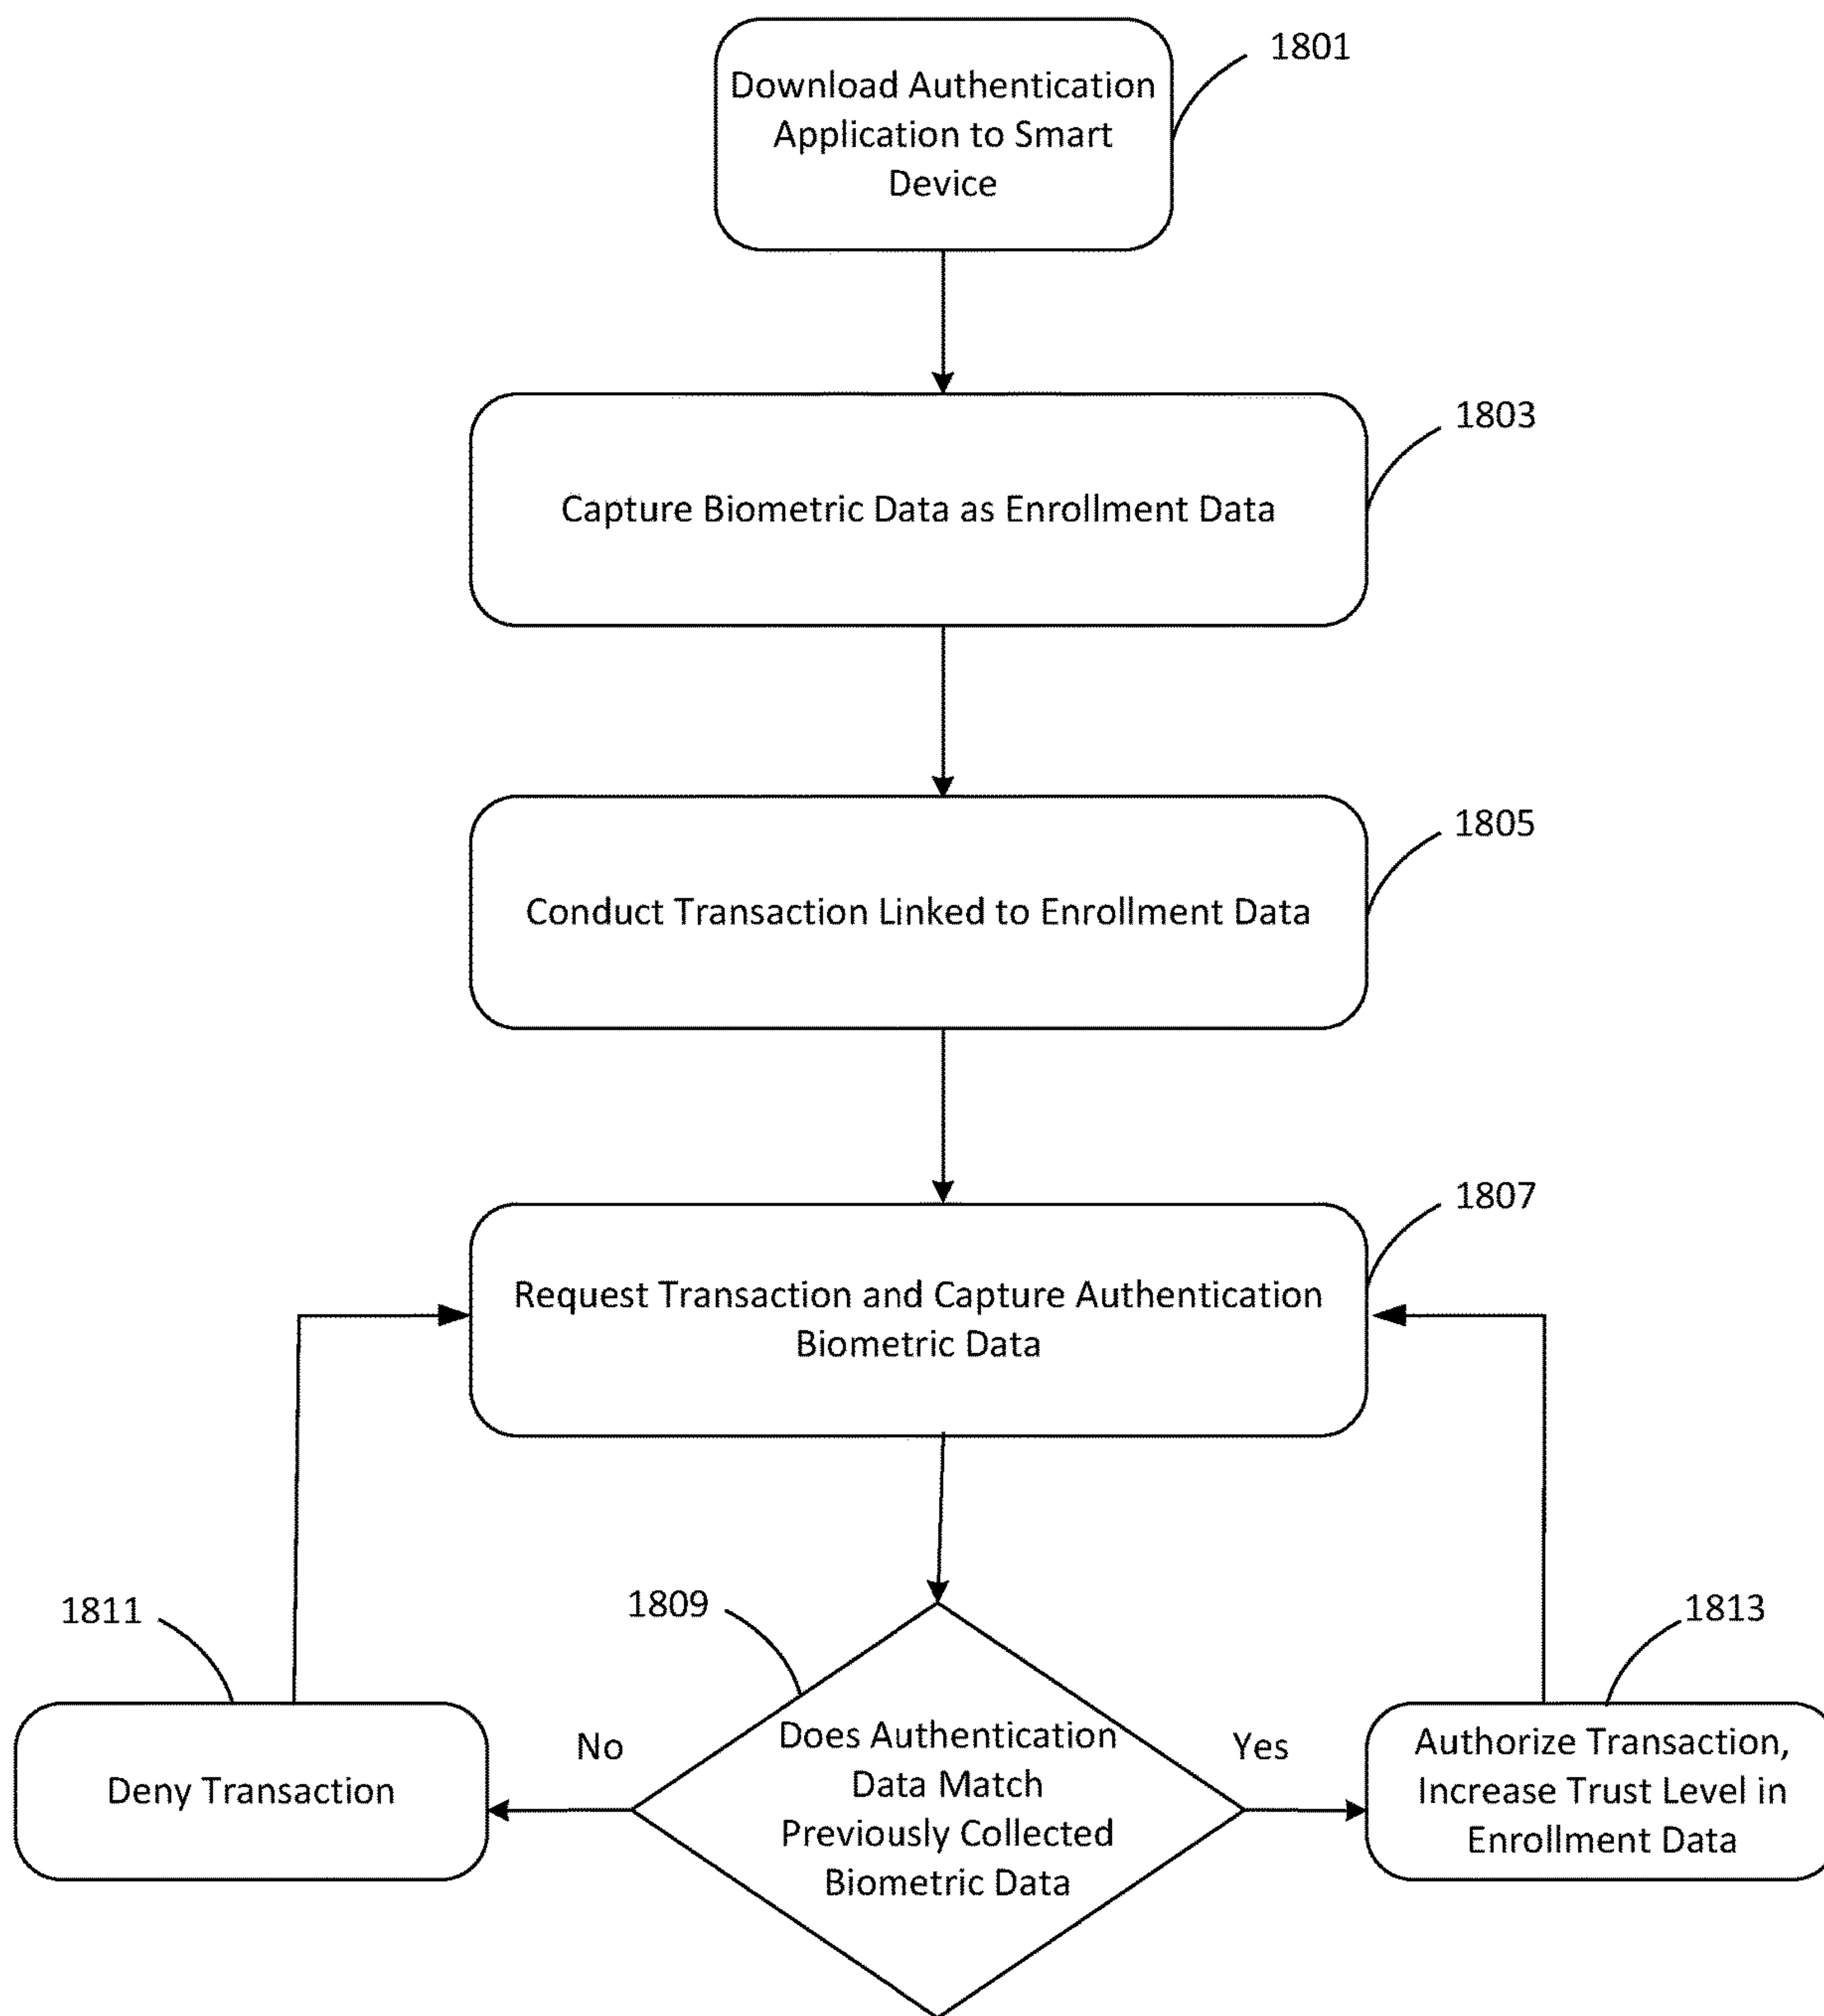 1801
Download Authentication
Application to Smart
Device
1803
Capture Biometric Data as Enrollment Data
1805
Conduct Transaction Linked to Enrollment Data
1807
Request Transaction and Capture Authentication
Biometric Data
1811
1809
1813
Deny Transaction
No
Does Authentication
Data Match
Previously Collected
Biometric Data
Yes
Authorize Transaction,
Increase Trust Level in
Enrollment Data